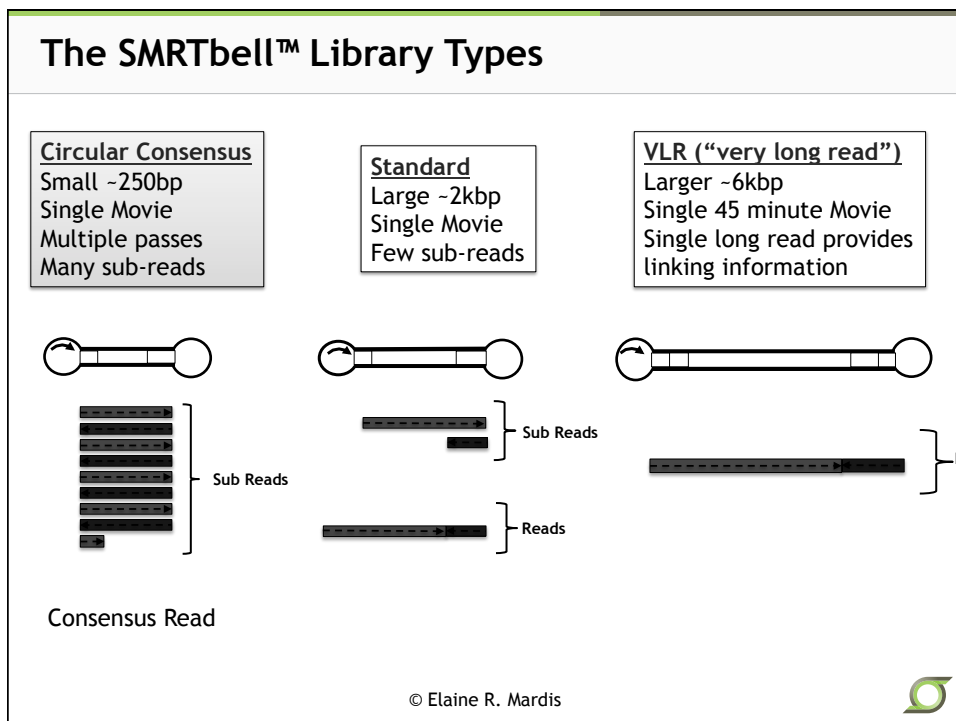 The SMRTbell™ Library Types
Circular Consensus
Small ~250bp
Single Movie
Multiple passes
Many sub-reads
Standard
Large ~2kbp
Single Movie
Few sub-reads
VLR (“very long read”)
Larger ~6kbp
Single 45 minute Movie
Single long read provides
linking information
Sub Reads
Sub Reads
Reads
Consensus Read
© Elaine R. Mardis